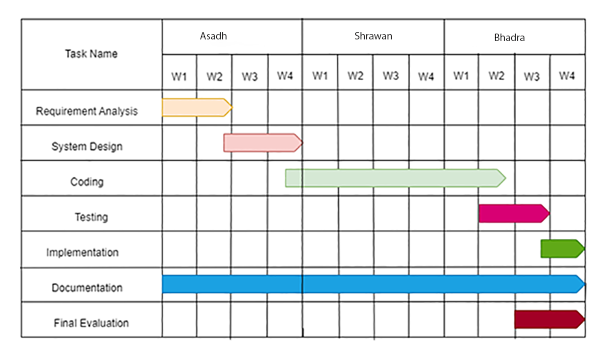 Task Name
Asadh Shrawan Bhadra
W1 W2 W3 W4 W1 W2 W3 W4 W1 W2 W3 W4
Requirement Analysis
System Design
Coding
Testing
Implementation
Documentation
Final Evaluation